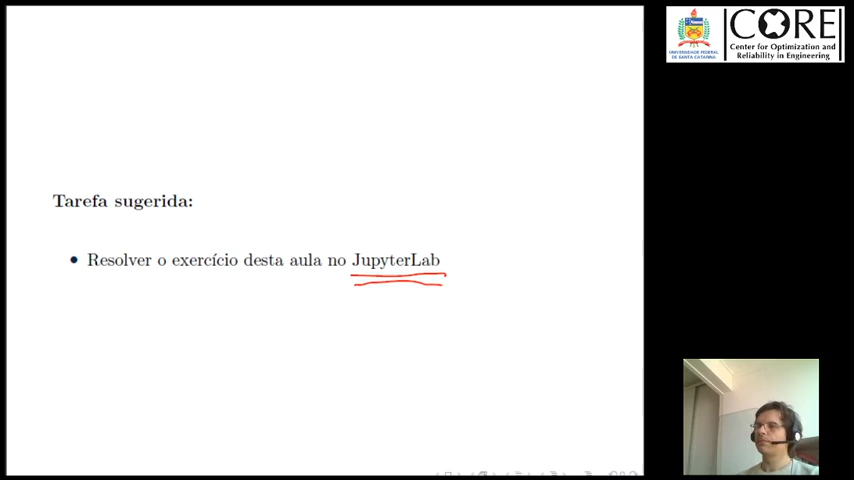 CORE
Center for Optimization and
Reliability in Engineering
UNIVERSIDADE FEDERAL
DE SANTA CATARINA
Tarefa sugerida:
• Resolver o exercício desta aula no JupyterLab